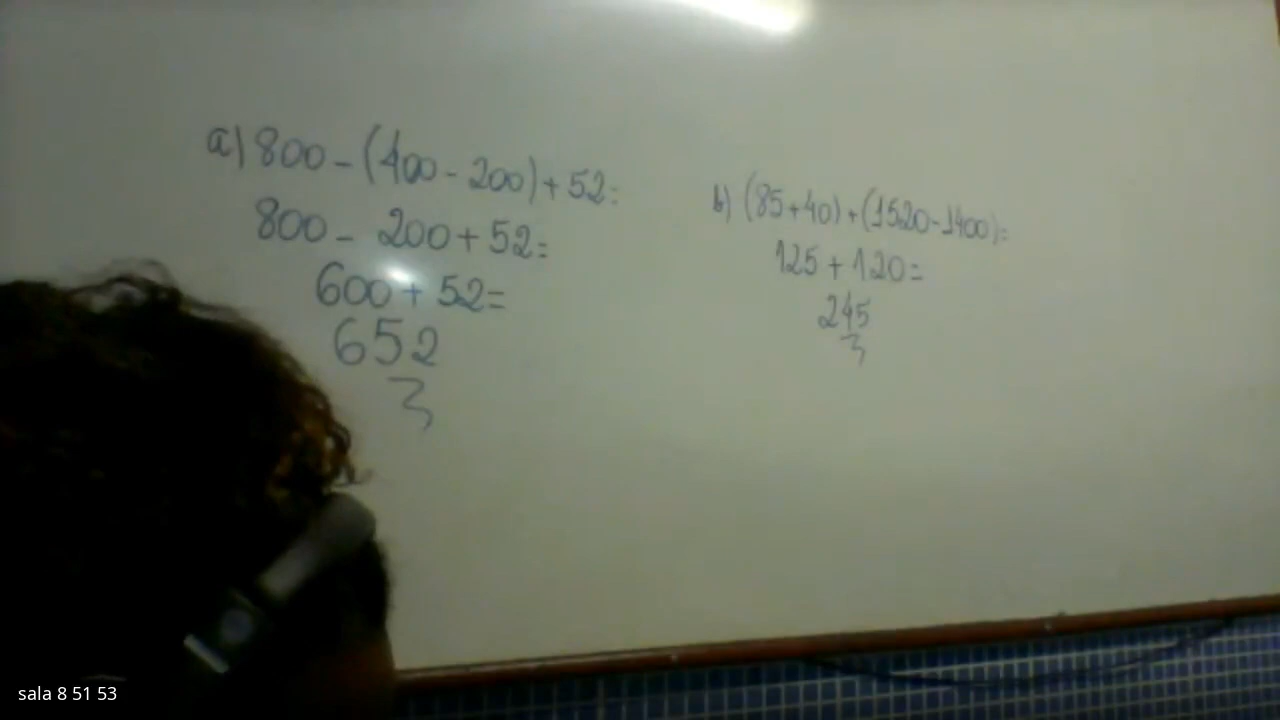 a) 800 - (400 - 200) + 52=
800 - 200 + 52=
600 + 52=
652
b) (85+40)+(1520-1400)=
125 + 120=
245
sala 8 51 53